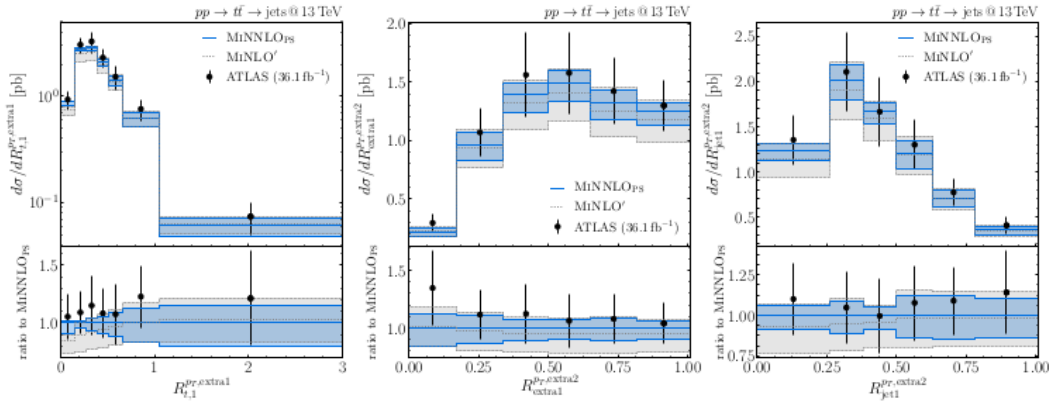 pp → tt̄ → jets @ 13 TeV
dσ/dR_{t,1}^{pT,extra1} [pb]
10⁰
10⁻¹
MINNLO_PS
MINLO′
ATLAS (36.1 fb⁻¹)
ratio to MINNLO_PS
1.5
1.0
0 1 2 3
R_{t,1}^{pT,extra1}
pp → tt̄ → jets @ 13 TeV
dσ/dR_{extra1}^{pT,extra2} [pb]
2.0
1.5
1.0
0.5
MINNLO_PS
MINLO′
ATLAS (36.1 fb⁻¹)
ratio to MINNLO_PS
1.5
1.0
0.00 0.25 0.50 0.75 1.00
R_{extra1}^{pT,extra2}
pp → tt̄ → jets @ 13 TeV
dσ/dR_{jet1}^{pT,extra2} [pb]
2.5
2.0
1.5
1.0
0.5
MINNLO_PS
MINLO′
ATLAS (36.1 fb⁻¹)
ratio to MINNLO_PS
1.25
1.00
0.75
0.00 0.25 0.50 0.75 1.00
R_{jet1}^{pT,extra2}